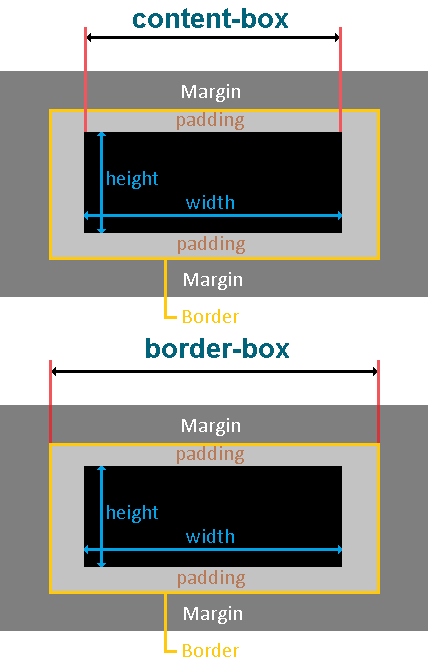 content-box
Margin
padding
height
width
padding
Margin
Border
border-box
Margin
padding
height
width
padding
Margin
Border